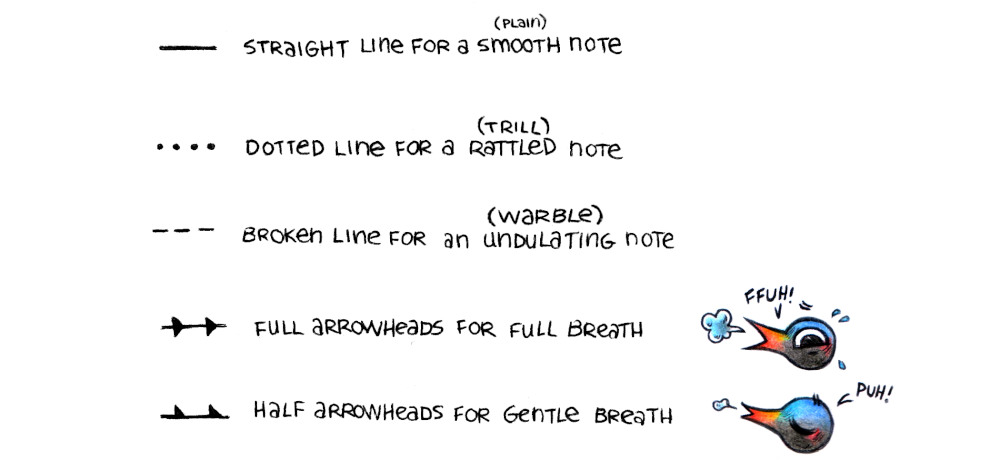 (PLain)
STRaIGHT LIne FOR a SmOOTH nOTe
(TRILL)
DOTTeD LIne FOR a RaTTLeD nOTe
(WaRBLe)
BROKen Line FOR an unDULaTInG nOTe
FULL aRROWHeaDS FOR FULL BReaTH
FFUH!
HaLF aRROWHeaDS FOR GenTLe BReaTH
PUH!